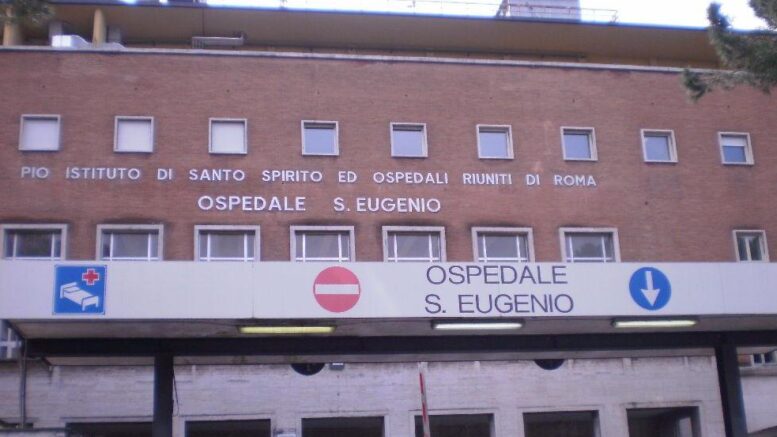 PIO ISTITUTO DI SANTO SPIRITO ED OSPEDALI RIUNITI DI ROMA
OSPEDALE S. EUGENIO
OSPEDALE
S. EUGENIO